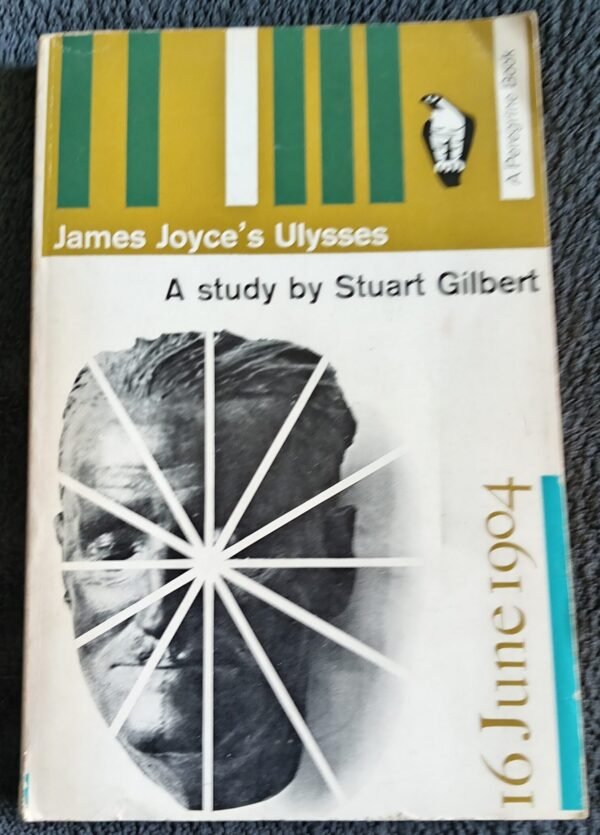 A Peregrine Book
James Joyce's Ulysses
A study by Stuart Gilbert
16 June 1904